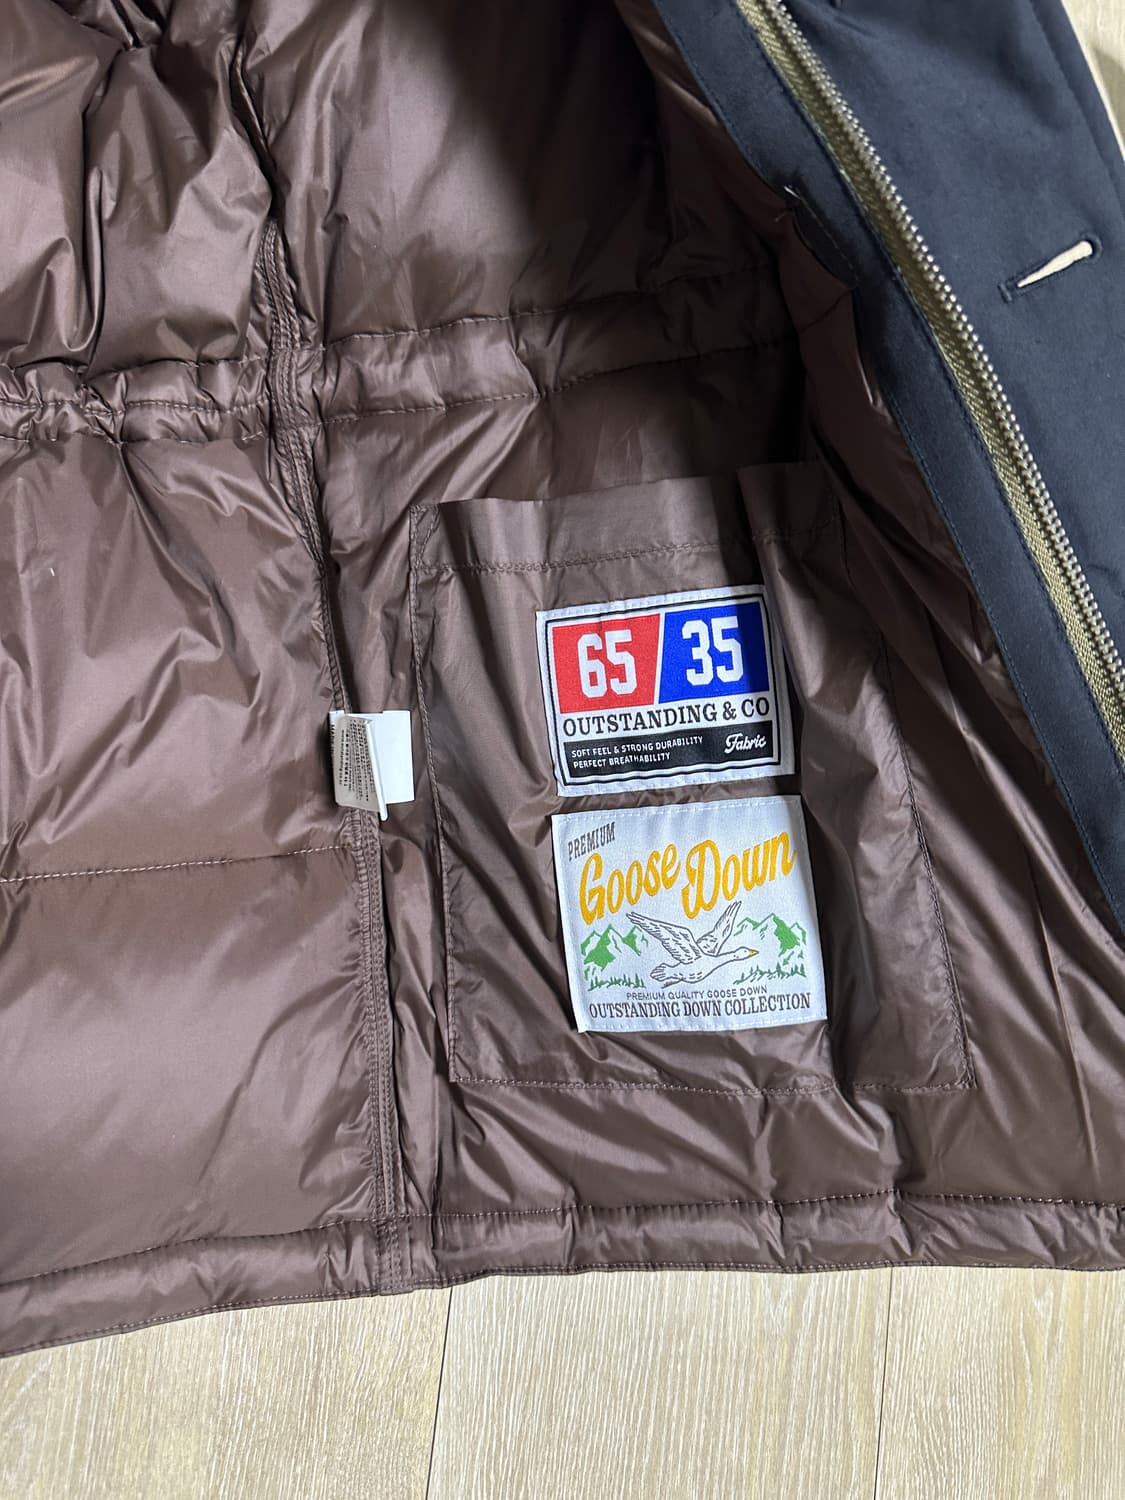 65 35
OUTSTANDING & CO
SOFT FEEL & STRONG DURABILITY
PERFECT BREATHABILITY
Fabric
PREMIUM
Goose Down
PREMIUM QUALITY GOOSE DOWN
OUTSTANDING DOWN COLLECTION